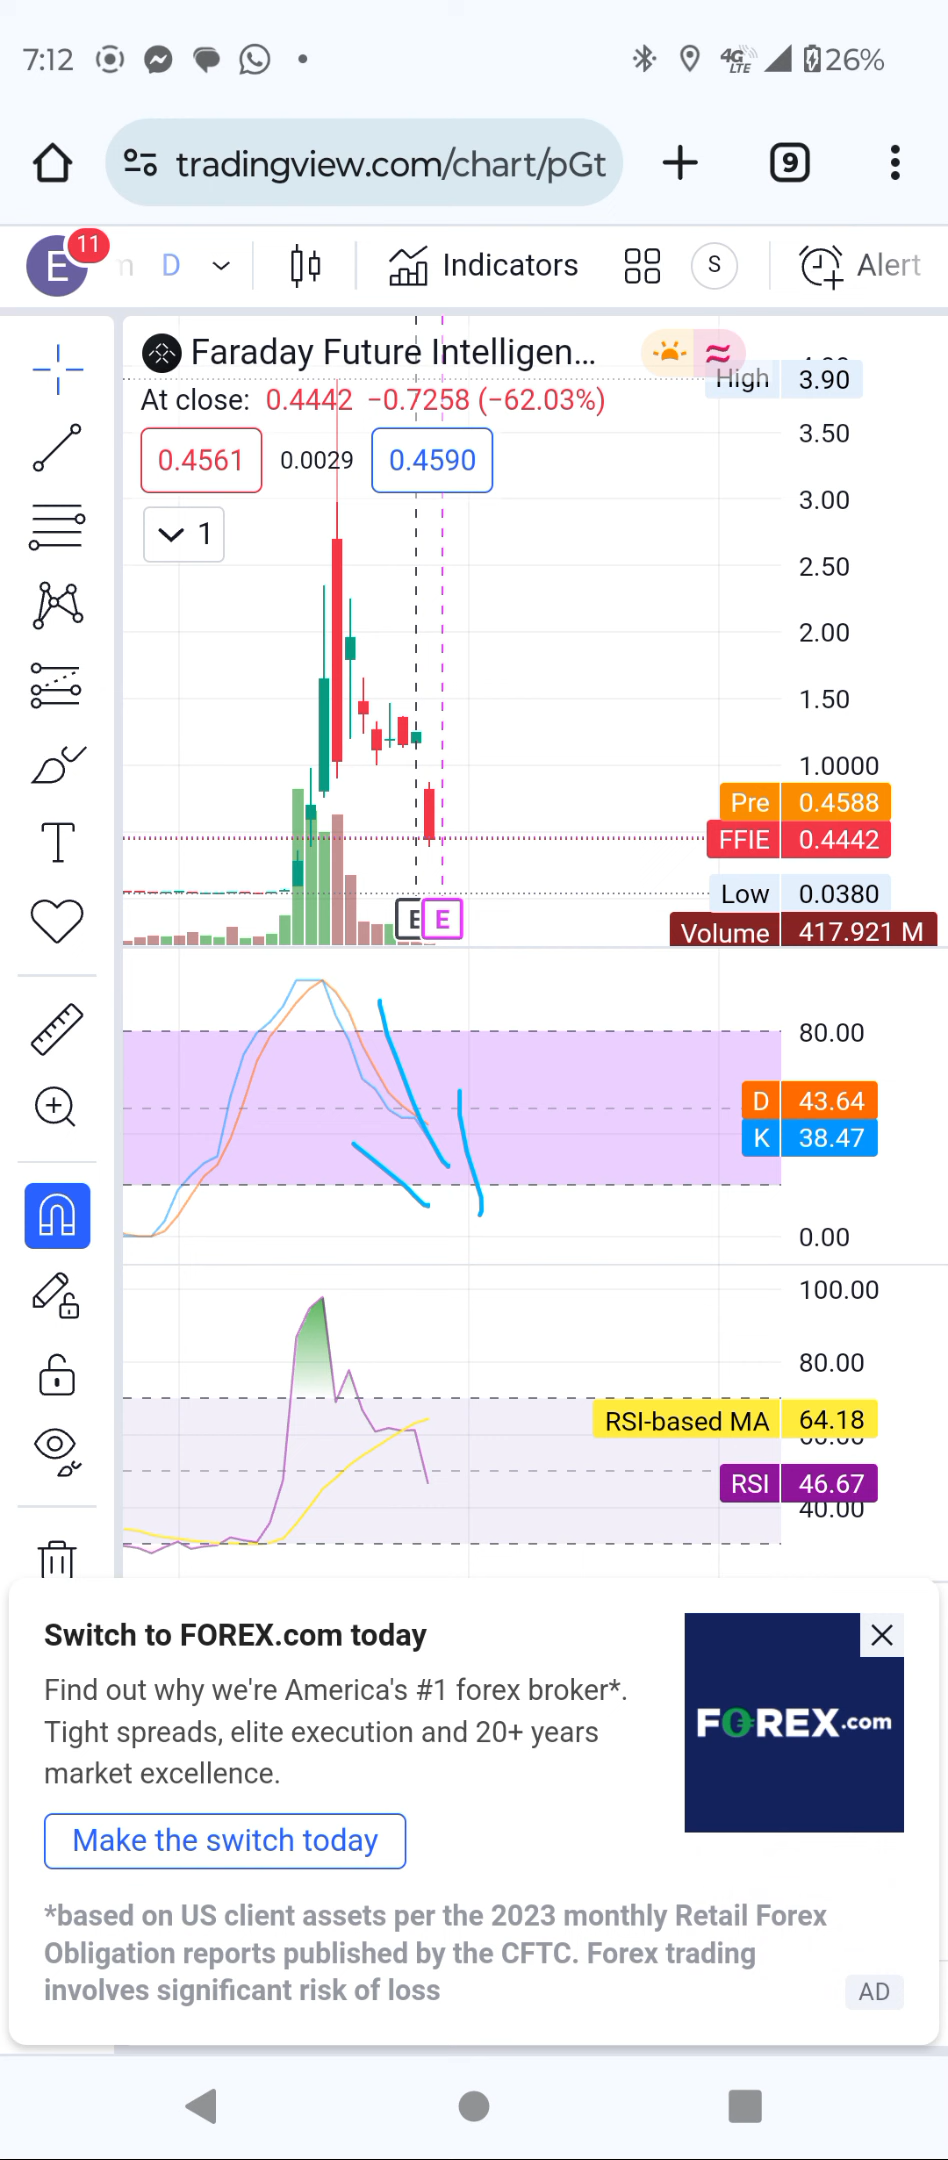 7:12
4G LTE
26%
tradingview.com/chart/pGt
9
E
11
D
Indicators
S
Alert
Faraday Future Intelligen...
High 3.90
At close: 0.4442 −0.7258 (−62.03%)
3.50
0.4561
0.0029
0.4590
3.00
1
2.50
2.00
1.50
1.0000
Pre 0.4588
FFIE 0.4442
Low 0.0380
E
E
Volume 417.921 M
80.00
D 43.64
K 38.47
0.00
100.00
80.00
RSI-based MA 64.18
RSI 46.67
40.00
Switch to FOREX.com today
Find out why we're America's #1 forex broker*.
Tight spreads, elite execution and 20+ years
market excellence.
FOREX.com
Make the switch today
*based on US client assets per the 2023 monthly Retail Forex
Obligation reports published by the CFTC. Forex trading
involves significant risk of loss
AD